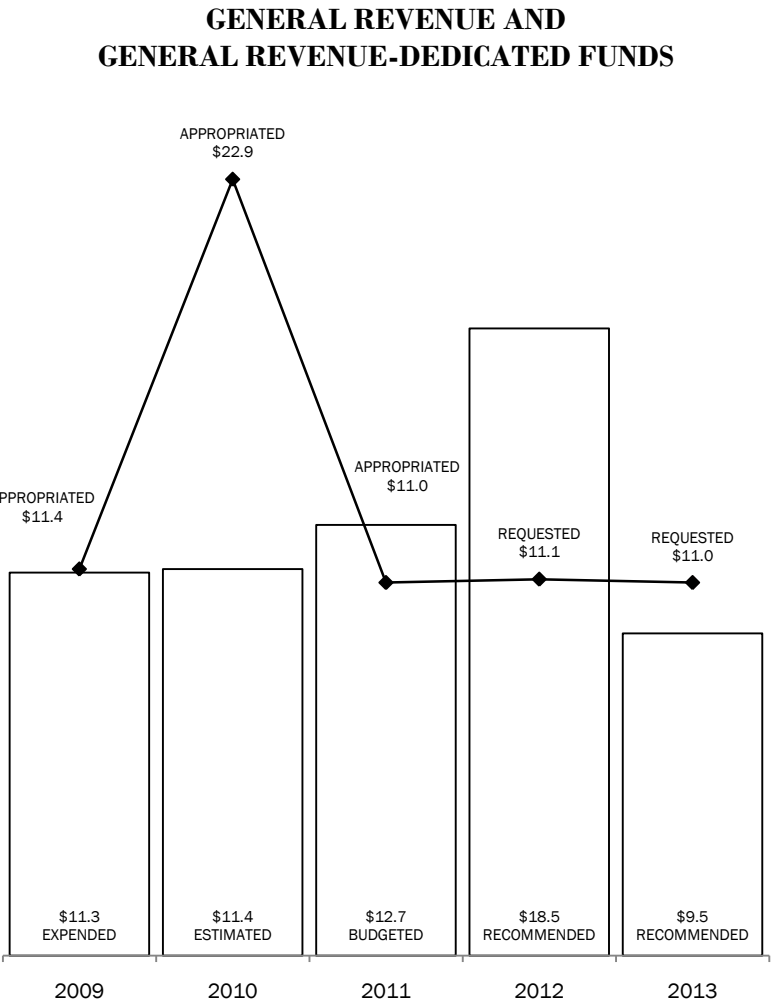 GENERAL REVENUE AND
GENERAL REVENUE-DEDICATED FUNDS
APPROPRIATED
$22.9
APPROPRIATED
$11.0
PPROPRIATED
$11.4
REQUESTED
$11.1
REQUESTED
$11.0
$11.3
EXPENDED
$11.4
ESTIMATED
$12.7
BUDGETED
$18.5
RECOMMENDED
$9.5
RECOMMENDED
2009
2010
2011
2012
2013